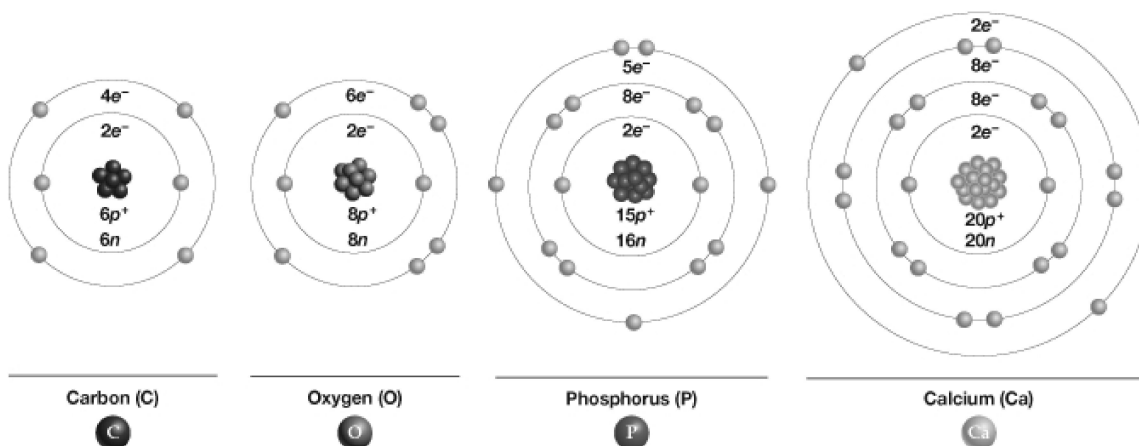 4e⁻
2e⁻
6p⁺
6n
Carbon (C)
C
6e⁻
2e⁻
8p⁺
8n
Oxygen (O)
O
5e⁻
8e⁻
2e⁻
15p⁺
16n
Phosphorus (P)
P
2e⁻
8e⁻
8e⁻
2e⁻
20p⁺
20n
Calcium (Ca)
Ca